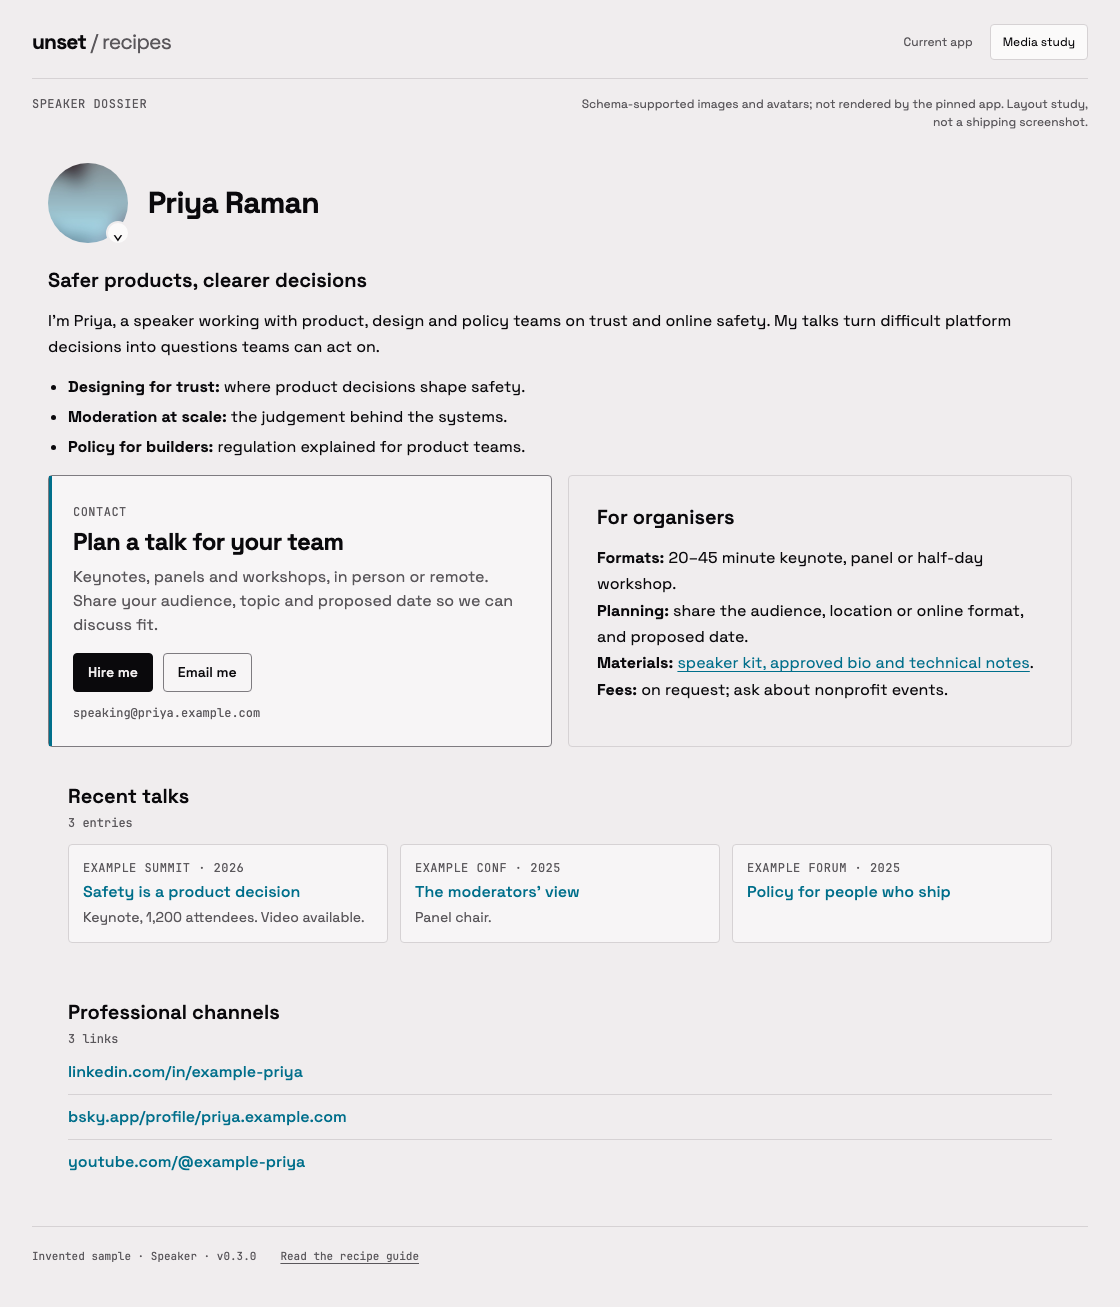 unset / recipes
Current app
Media study
SPEAKER DOSSIER
Schema-supported images and avatars; not rendered by the pinned app. Layout study,
not a shipping screenshot.
Priya Raman
Safer products, clearer decisions
I’m Priya, a speaker working with product, design and policy teams on trust and online safety. My talks turn difficult platform
decisions into questions teams can act on.
• Designing for trust: where product decisions shape safety.
• Moderation at scale: the judgement behind the systems.
• Policy for builders: regulation explained for product teams.
CONTACT
Plan a talk for your team
Keynotes, panels and workshops, in person or remote.
Share your audience, topic and proposed date so we can
discuss fit.
Hire me
Email me
speaking@priya.example.com
For organisers
Formats: 20–45 minute keynote, panel or half-day
workshop.
Planning: share the audience, location or online format,
and proposed date.
Materials: speaker kit, approved bio and technical notes.
Fees: on request; ask about nonprofit events.
Recent talks
3 entries
EXAMPLE SUMMIT · 2026
Safety is a product decision
Keynote, 1,200 attendees. Video available.
EXAMPLE CONF · 2025
The moderators’ view
Panel chair.
EXAMPLE FORUM · 2025
Policy for people who ship
Professional channels
3 links
linkedin.com/in/example-priya
bsky.app/profile/priya.example.com
youtube.com/@example-priya
Invented sample · Speaker · v0.3.0
Read the recipe guide